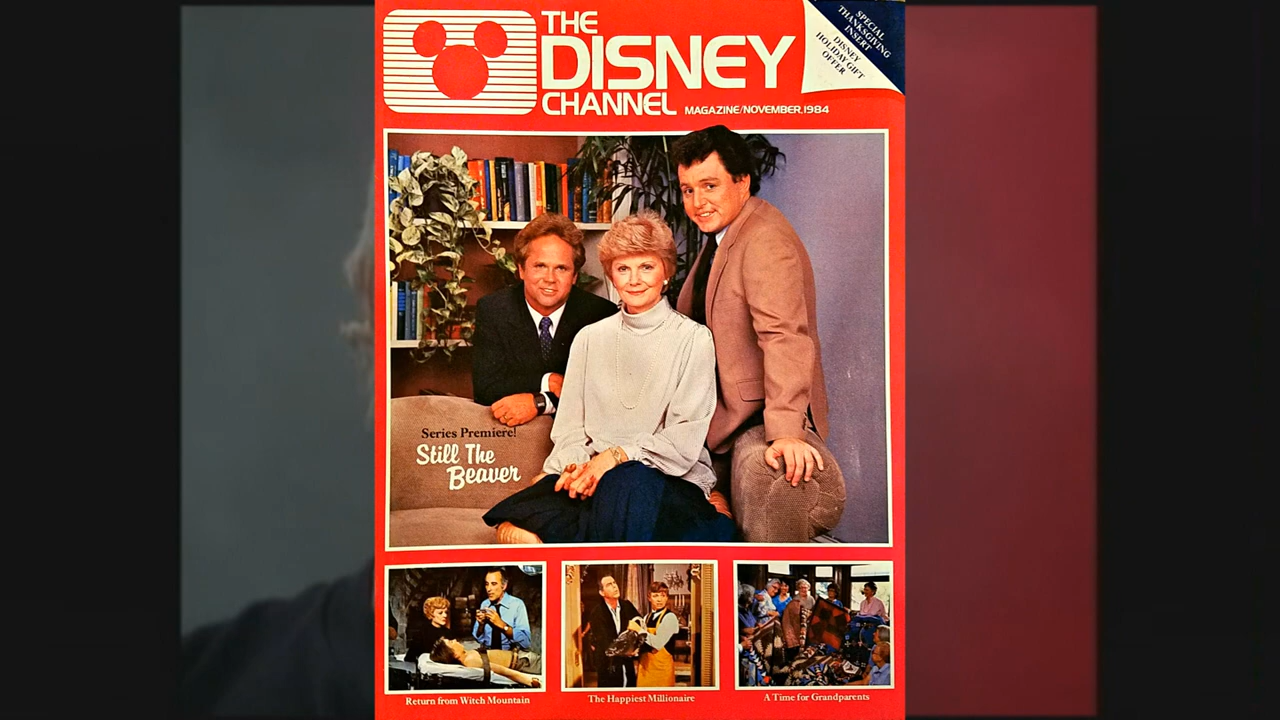 THE
DISNEY
CHANNEL
MAGAZINE/NOVEMBER, 1984
SPECIAL
THANKSGIVING
INSERT
DISNEY
HOLIDAY GIFT
OFFER
Series Premiere!
Still The
Beaver
Return from Witch Mountain
The Happiest Millionaire
A Time for Grandparents